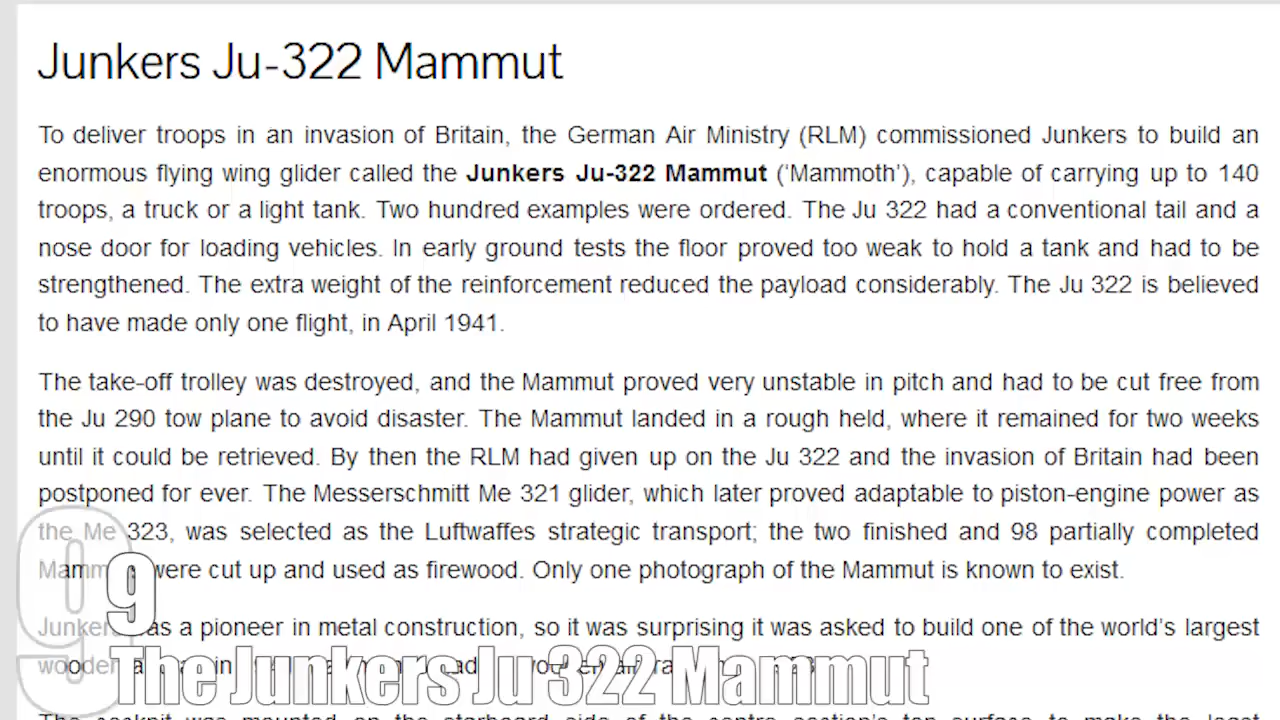 Junkers Ju-322 Mammut
To deliver troops in an invasion of Britain, the German Air Ministry (RLM) commissioned Junkers to build an
enormous flying wing glider called the Junkers Ju-322 Mammut (‘Mammoth’), capable of carrying up to 140
troops, a truck or a light tank. Two hundred examples were ordered. The Ju 322 had a conventional tail and a
nose door for loading vehicles. In early ground tests the floor proved too weak to hold a tank and had to be
strengthened. The extra weight of the reinforcement reduced the payload considerably. The Ju 322 is believed
to have made only one flight, in April 1941.
The take-off trolley was destroyed, and the Mammut proved very unstable in pitch and had to be cut free from
the Ju 290 tow plane to avoid disaster. The Mammut landed in a rough held, where it remained for two weeks
until it could be retrieved. By then the RLM had given up on the Ju 322 and the invasion of Britain had been
postponed for ever. The Messerschmitt Me 321 glider, which later proved adaptable to piston-engine power as
the Me 323, was selected as the Luftwaffes strategic transport; the two finished and 98 partially completed
were cut up and used as firewood. Only one photograph of the Mammut is known to exist.
9
9
a pioneer in metal construction, so it was surprising it was asked to build one of the world's largest
The Junkers Ju 322 Mammut